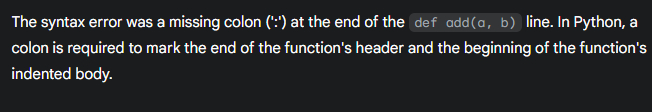 The syntax error was a missing colon (':') at the end of the def add(a, b) line. In Python, a
colon is required to mark the end of the function's header and the beginning of the function's
indented body.